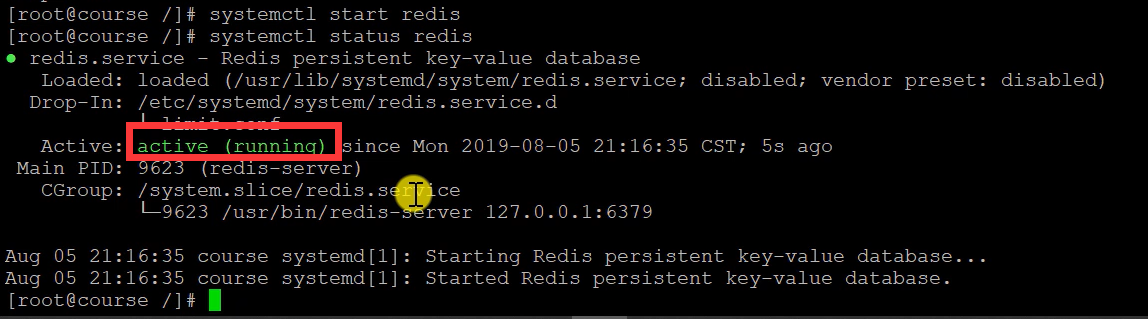 [root@course /]# systemctl start redis
[root@course /]# systemctl status redis
● redis.service - Redis persistent key-value database
Loaded: loaded (/usr/lib/systemd/system/redis.service; disabled; vendor preset: disabled)
Drop-In: /etc/systemd/system/redis.service.d
└─limit.conf
Active: active (running) since Mon 2019-08-05 21:16:35 CST; 5s ago
Main PID: 9623 (redis-server)
CGroup: /system.slice/redis.service
└─9623 /usr/bin/redis-server 127.0.0.1:6379
Aug 05 21:16:35 course systemd[1]: Starting Redis persistent key-value database...
Aug 05 21:16:35 course systemd[1]: Started Redis persistent key-value database.
[root@course /]#